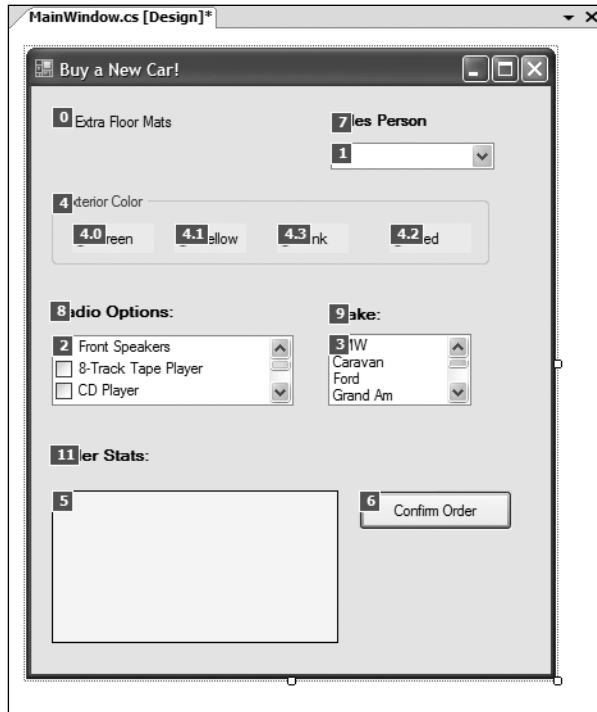 MainWindow.cs [Design]*
Buy a New Car!
0 Extra Floor Mats
7 les Person
1
4 xterior Color
4.0 reen 4.1 ellow 4.3 nk 4.2 ed
8 adio Options:
9 ake:
2 Front Speakers
8-Track Tape Player
CD Player
3 MW
Caravan
Ford
Grand Am
11 er Stats:
5
6 Confirm Order